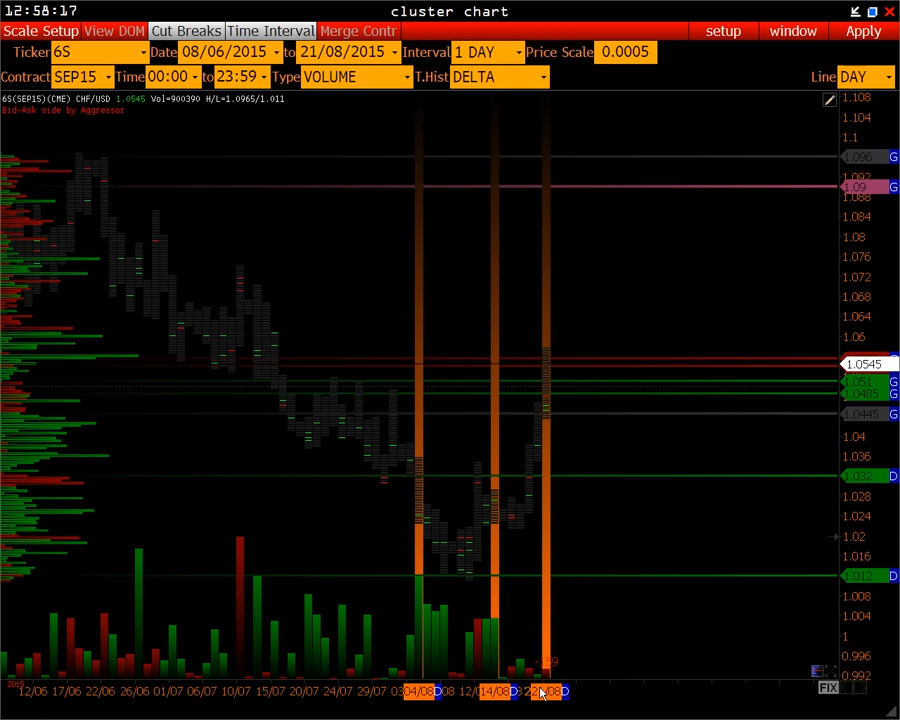 12:58:17 cluster chart
Scale Setup View DOM Cut Breaks Time Interval Merge Contr setup window Apply
Ticker 6S Date 08/06/2015 to 21/08/2015 Interval 1 DAY Price Scale 0.0005
Contract SEP15 Time 00:00 to 23:59 Type VOLUME T.Hist DELTA Line DAY
6S(SEP15)(CME) CHF/USD 1.0545 Vol=900390 H/L=1.0965/1.011
Bid-Ask side by Aggressor
1.108
1.104
1.1
1.096 G
1.092
1.09 G
1.088
1.084
1.08
1.076
1.072
1.068
1.064
1.06
1.0545
1.051 G
1.0485 G
1.0445 G
1.04
1.036
1.032 D
1.028
1.024
1.02
1.016
1.012 D
1.008
1.004
1
0.996
0.992
FIX
2015
12/06 17/06 22/06 26/06 01/07 06/07 10/07 15/07 20/07 24/07 29/07 04/08 D 14/08 D D